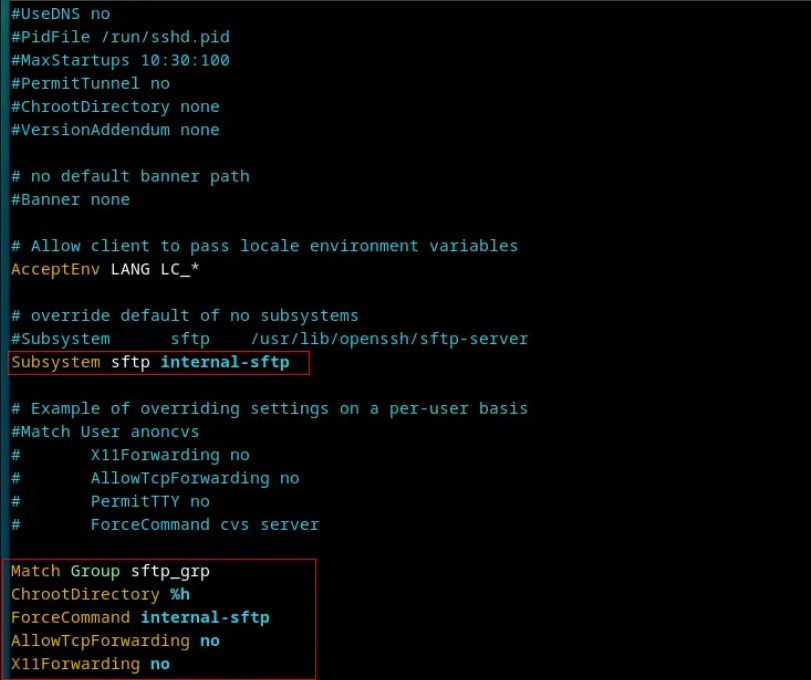 #UseDNS no
#PidFile /run/sshd.pid
#MaxStartups 10:30:100
#PermitTunnel no
#ChrootDirectory none
#VersionAddendum none
# no default banner path
#Banner none
# Allow client to pass locale environment variables
AcceptEnv LANG LC_*
# override default of no subsystems
#Subsystem      sftp    /usr/lib/openssh/sftp-server
Subsystem sftp internal-sftp
# Example of overriding settings on a per-user basis
#Match User anoncvs
#       X11Forwarding no
#       AllowTcpForwarding no
#       PermitTTY no
#       ForceCommand cvs server
Match Group sftp_grp
ChrootDirectory %h
ForceCommand internal-sftp
AllowTcpForwarding no
X11Forwarding no